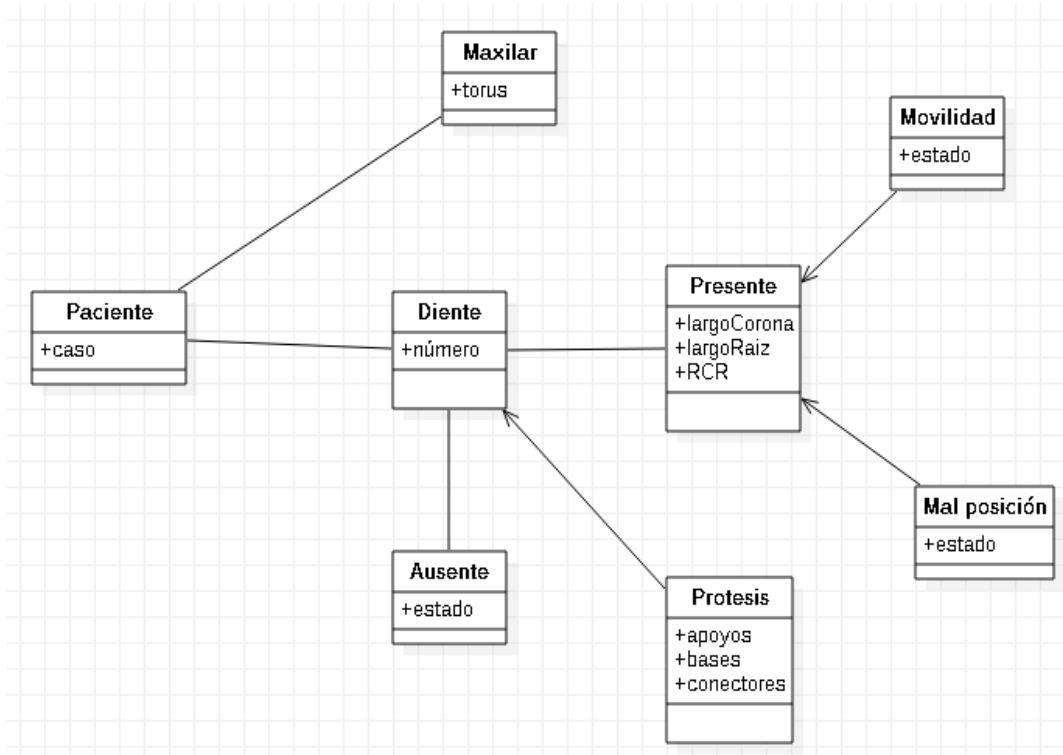 Maxilar
+torus
Movilidad
+estado
Paciente
+caso
Diente
+número
Presente
+largoCorona
+largoRaiz
+RCR
Mal posición
+estado
Ausente
+estado
Protesis
+apoyos
+bases
+conectores